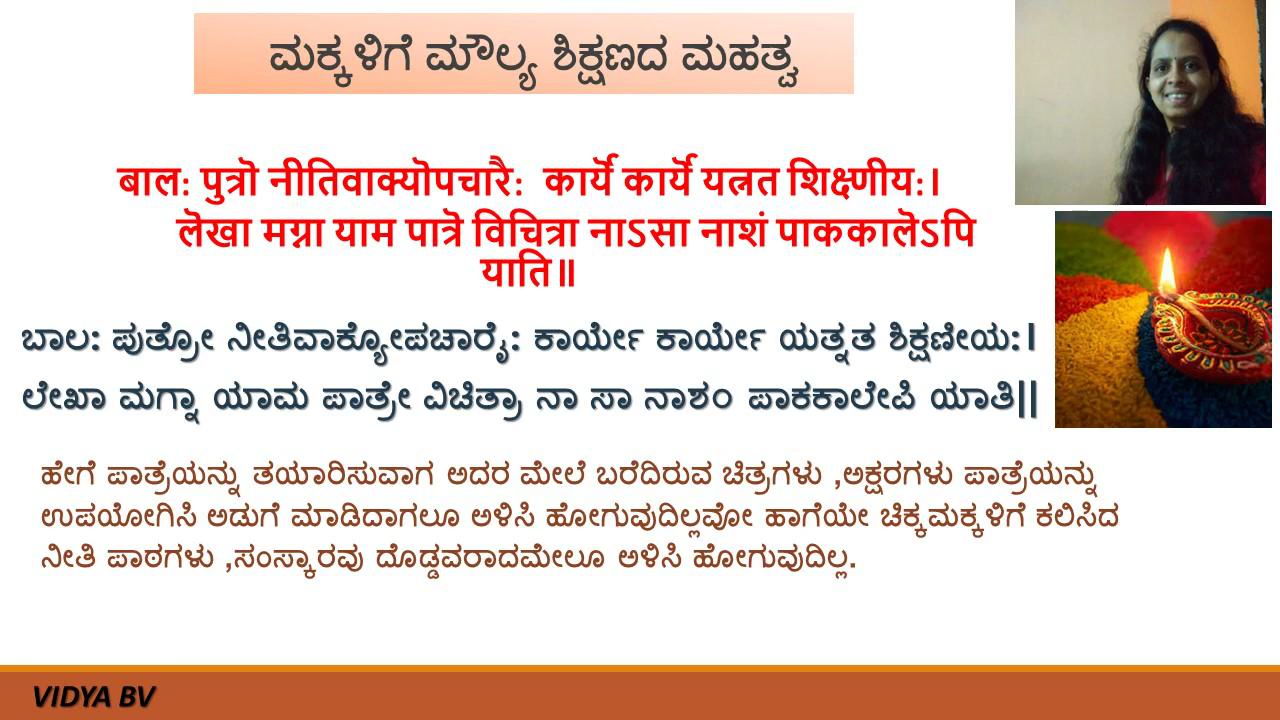 ಮಕ್ಕಳಿಗೆ ಮೌಲ್ಯ ಶಿಕ್ಷಣದ ಮಹತ್ವ
बाल: पुत्रॊ नीतिवाक्यॊपचारै: कार्यॆ कार्यॆ यत्नत शिक्ष्णीय:।
लॆखा मग्ना याम पात्रॆ विचित्रा नाऽसा नाशं पाककालॆऽपि
याति॥
ಬಾಲ: ಪುತ್ರೋ ನೀತಿವಾಕ್ಯೋಪಚಾರೈ: ಕಾರ್ಯೇ ಕಾರ್ಯೇ ಯತ್ನತ ಶಿಕ್ಷಣೀಯ:।
ಲೇಖಾ ಮಗ್ನಾ ಯಾಮ ಪಾತ್ರೇ ವಿಚಿತ್ರಾ ನಾ ಸಾ ನಾಶಂ ಪಾಕಕಾಲೇಪಿ ಯಾತಿ||
ಹೇಗೆ ಪಾತ್ರೆಯನ್ನು ತಯಾರಿಸುವಾಗ ಅದರ ಮೇಲೆ ಬರೆದಿರುವ ಚಿತ್ರಗಳು ,ಅಕ್ಷರಗಳು ಪಾತ್ರೆಯನ್ನು
ಉಪಯೋಗಿಸಿ ಅಡುಗೆ ಮಾಡಿದಾಗಲೂ ಅಳಿಸಿ ಹೋಗುವುದಿಲ್ಲವೋ ಹಾಗೆಯೇ ಚಿಕ್ಕಮಕ್ಕಳಿಗೆ ಕಲಿಸಿದ
ನೀತಿ ಪಾಠಗಳು ,ಸಂಸ್ಕಾರವು ದೊಡ್ಡವರಾದಮೇಲೂ ಅಳಿಸಿ ಹೋಗುವುದಿಲ್ಲ.
VIDYA BV